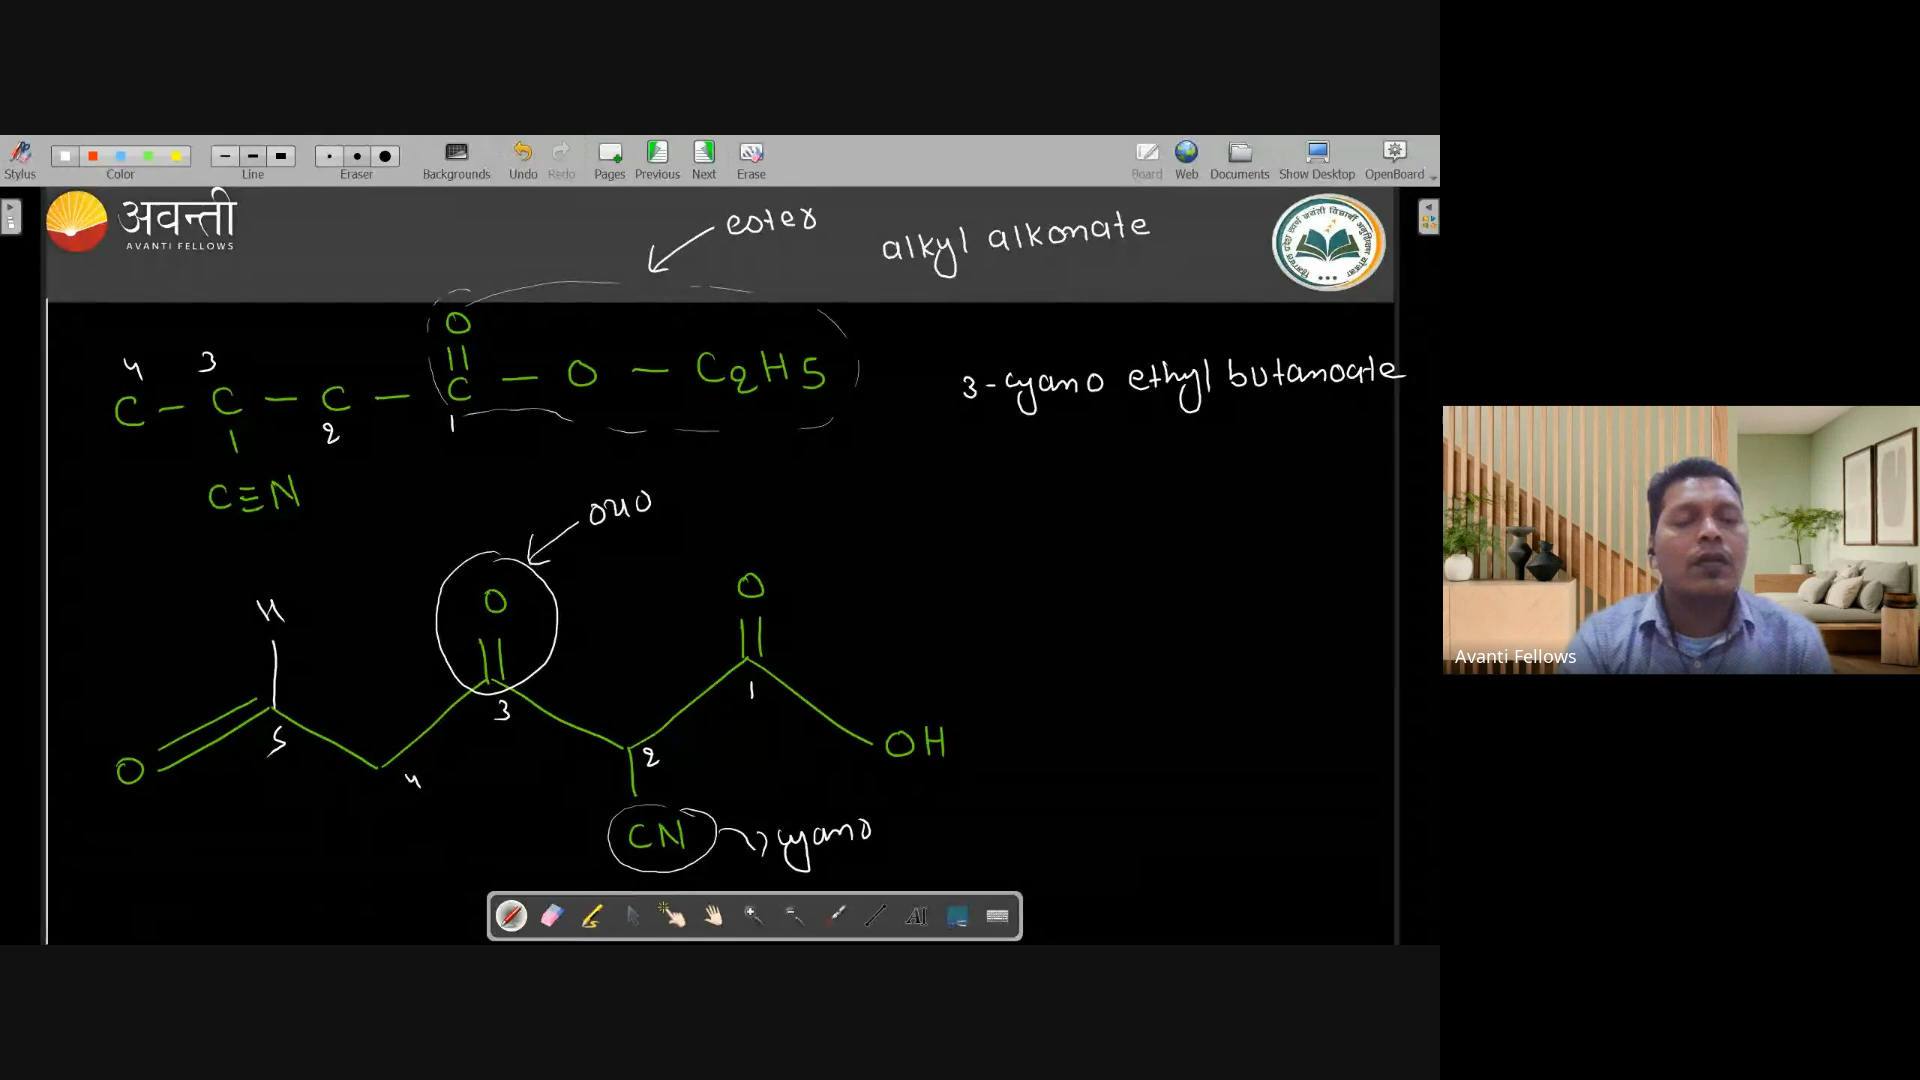 Stylus
Color
Line
Eraser
Backgrounds
Undo
Redo
Pages
Previous
Next
Erase
Board
Web
Documents
Show Desktop
OpenBoard
अवन्ती
AVANTI FELLOWS
ester
alkyl alkonate
O
4 3
C - C - C - C - O - C2H5
2 1
C≡N
3-cyano ethyl butanoate
oxo
H
O
O
3
1
5
2
OH
O
4
CN
cyano
AI
Avanti Fellows